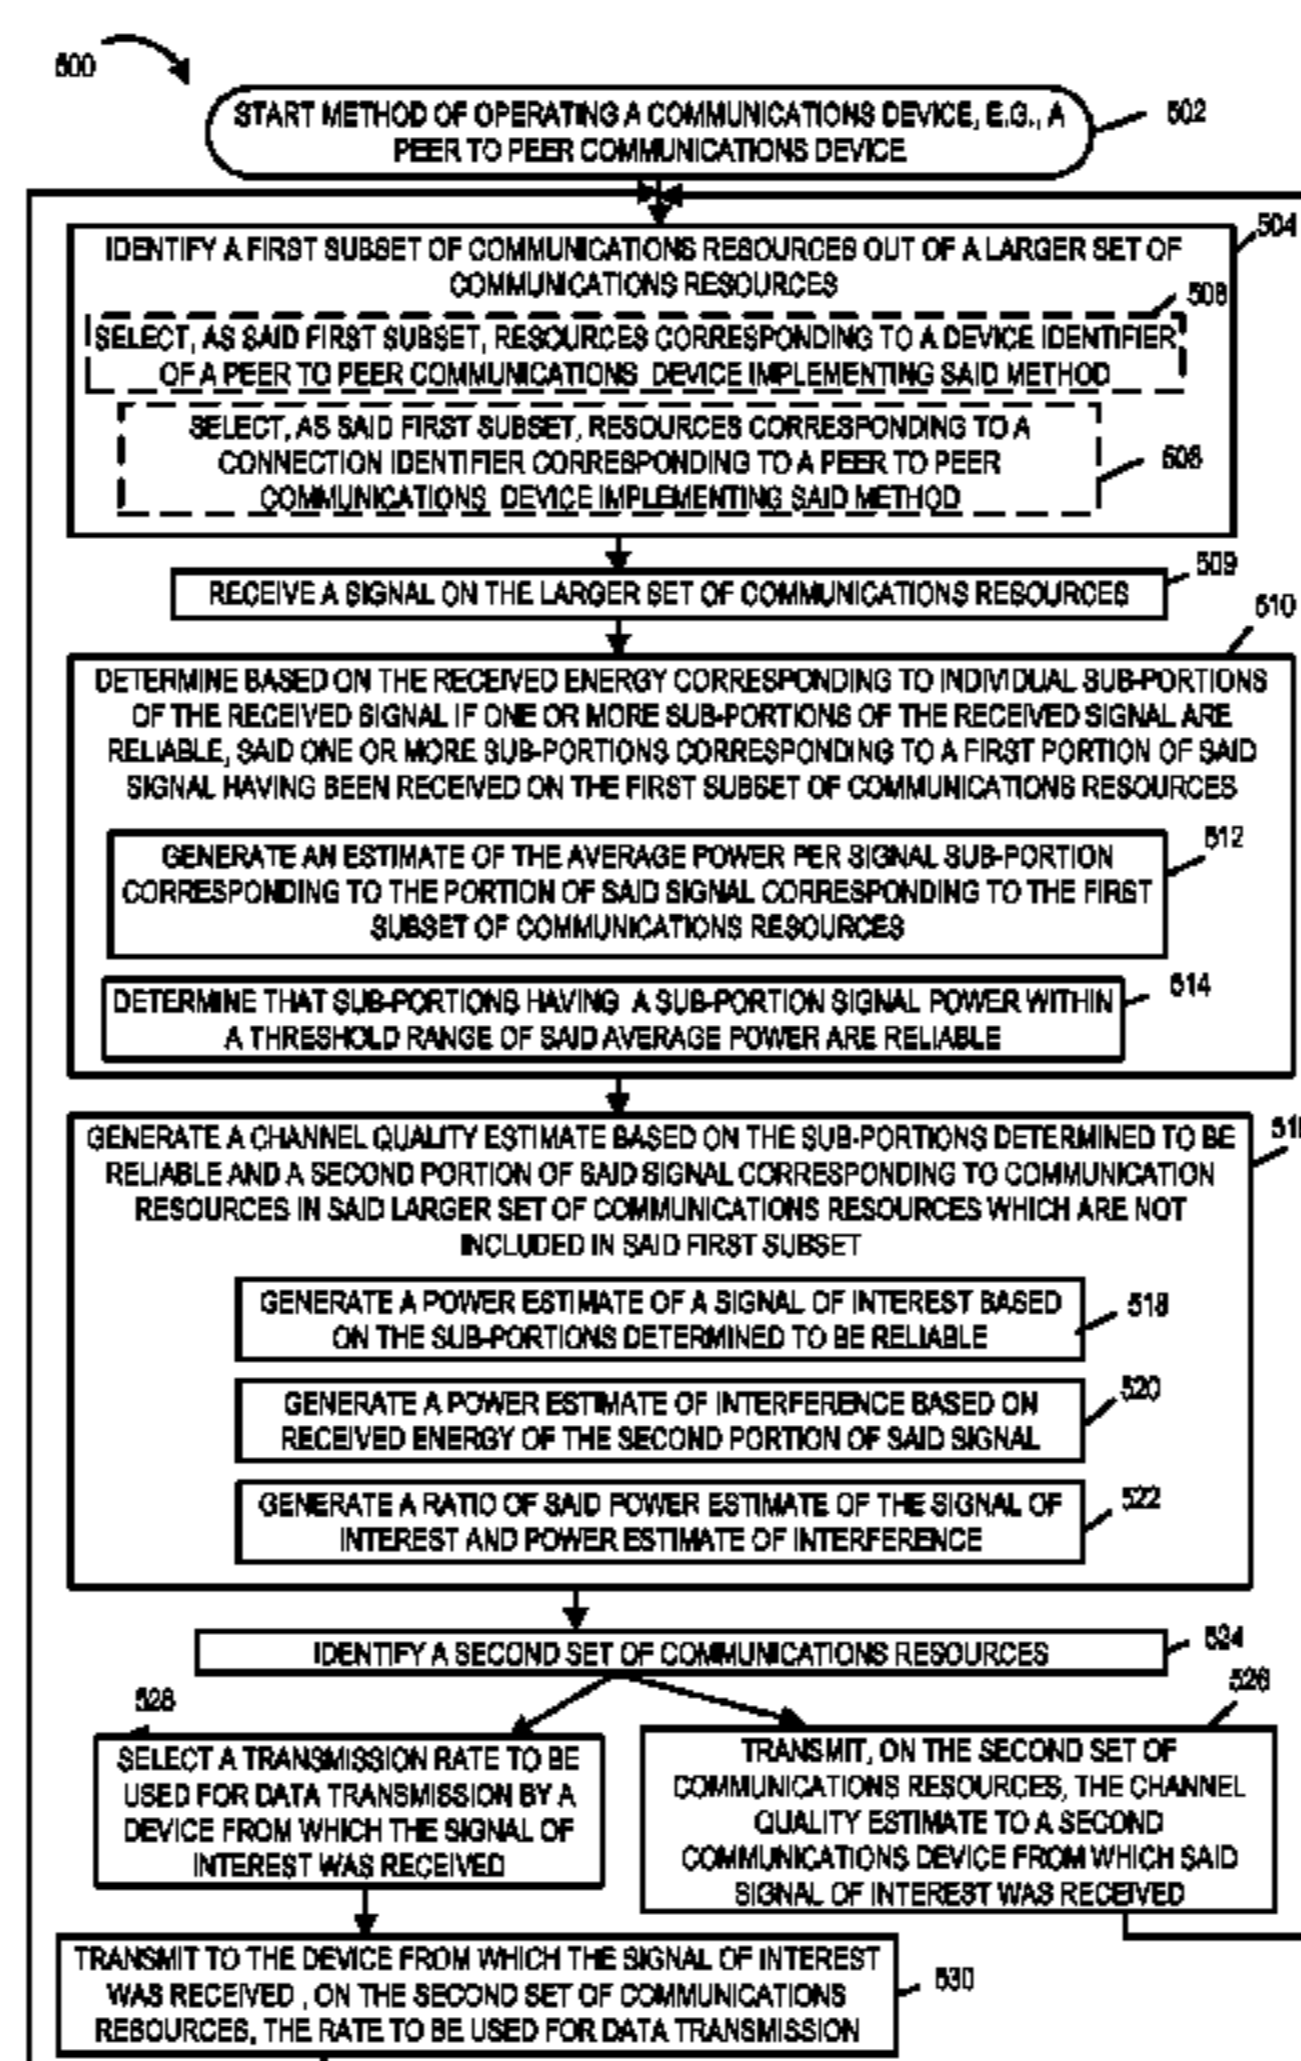 500
START METHOD OF OPERATING A COMMUNICATIONS DEVICE, E.G., A
PEER TO PEER COMMUNICATIONS DEVICE
502
504
IDENTIFY A FIRST SUBSET OF COMMUNICATIONS RESOURCES OUT OF A LARGER SET OF
COMMUNICATIONS RESOURCES
SELECT, AS SAID FIRST SUBSET, RESOURCES CORRESPONDING TO A DEVICE IDENTIFIER
OF A PEER TO PEER COMMUNICATIONS DEVICE IMPLEMENTING SAID METHOD
SELECT, AS SAID FIRST SUBSET, RESOURCES CORRESPONDING TO A
CONNECTION IDENTIFIER CORRESPONDING TO A PEER TO PEER
COMMUNICATIONS DEVICE IMPLEMENTING SAID METHOD
509
RECEIVE A SIGNAL ON THE LARGER SET OF COMMUNICATIONS RESOURCES
510
DETERMINE BASED ON THE RECEIVED ENERGY CORRESPONDING TO INDIVIDUAL SUB-PORTIONS
OF THE RECEIVED SIGNAL IF ONE OR MORE SUB-PORTIONS OF THE RECEIVED SIGNAL ARE
RELIABLE, SAID ONE OR MORE SUB-PORTIONS CORRESPONDING TO A FIRST PORTION OF SAID
SIGNAL HAVING BEEN RECEIVED ON THE FIRST SUBSET OF COMMUNICATIONS RESOURCES
512
GENERATE AN ESTIMATE OF THE AVERAGE POWER PER SIGNAL SUB-PORTION
CORRESPONDING TO THE PORTION OF SAID SIGNAL CORRESPONDING TO THE FIRST
SUBSET OF COMMUNICATIONS RESOURCES
514
DETERMINE THAT SUB-PORTIONS HAVING A SUB-PORTION SIGNAL POWER WITHIN
A THRESHOLD RANGE OF SAID AVERAGE POWER ARE RELIABLE
GENERATE A CHANNEL QUALITY ESTIMATE BASED ON THE SUB-PORTIONS DETERMINED TO BE
RELIABLE AND A SECOND PORTION OF SAID SIGNAL CORRESPONDING TO COMMUNICATION
RESOURCES IN SAID LARGER SET OF COMMUNICATIONS RESOURCES WHICH ARE NOT
INCLUDED IN SAID FIRST SUBSET
GENERATE A POWER ESTIMATE OF A SIGNAL OF INTEREST BASED
ON THE SUB-PORTIONS DETERMINED TO BE RELIABLE
518
GENERATE A POWER ESTIMATE OF INTERFERENCE BASED ON
RECEIVED ENERGY OF THE SECOND PORTION OF SAID SIGNAL
520
GENERATE A RATIO OF SAID POWER ESTIMATE OF THE SIGNAL OF
INTEREST AND POWER ESTIMATE OF INTERFERENCE
522
IDENTIFY A SECOND SET OF COMMUNICATIONS RESOURCES
524
528
SELECT A TRANSMISSION RATE TO BE
USED FOR DATA TRANSMISSION BY A
DEVICE FROM WHICH THE SIGNAL OF
INTEREST WAS RECEIVED
526
TRANSMIT, ON THE SECOND SET OF
COMMUNICATIONS RESOURCES, THE CHANNEL
QUALITY ESTIMATE TO A SECOND
COMMUNICATIONS DEVICE FROM WHICH SAID
SIGNAL OF INTEREST WAS RECEIVED
TRANSMIT TO THE DEVICE FROM WHICH THE SIGNAL OF INTEREST
WAS RECEIVED , ON THE SECOND SET OF COMMUNICATIONS
RESOURCES, THE RATE TO BE USED FOR DATA TRANSMISSION
530